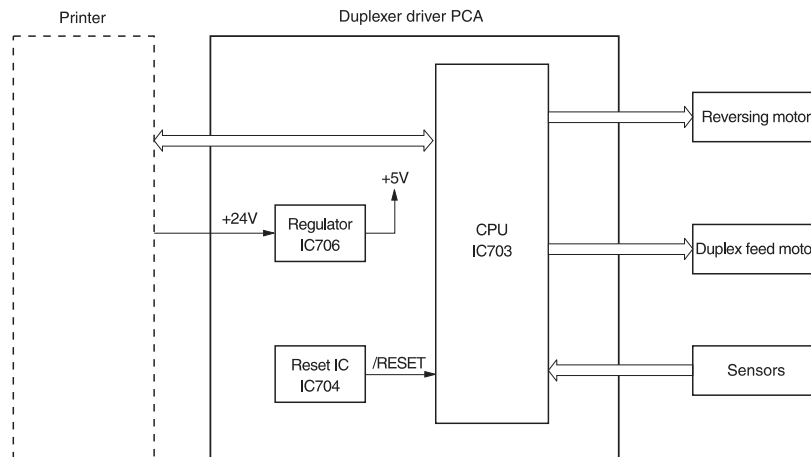 Printer
Duplexer driver PCA
Reversing motor
+5V
+24V
Regulator
IC706
CPU
IC703
Duplex feed moto
Reset IC
IC704
/RESET
Sensors